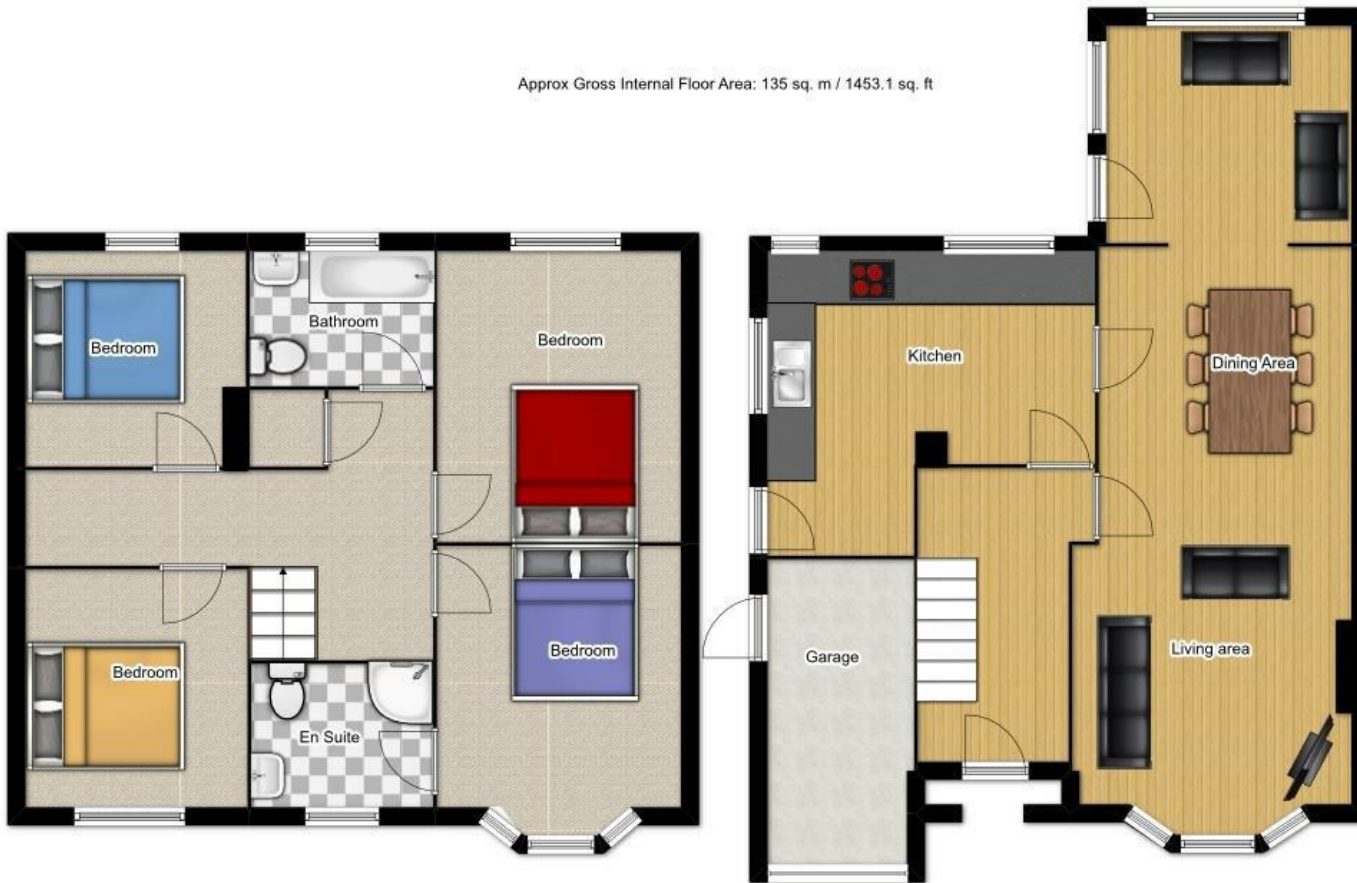 Approx Gross Internal Floor Area: 135 sq. m / 1453.1 sq. ft
Bedroom
Bathroom
Bedroom
Bedroom
En Suite
Bedroom
Kitchen
Dining Area
Garage
Living area